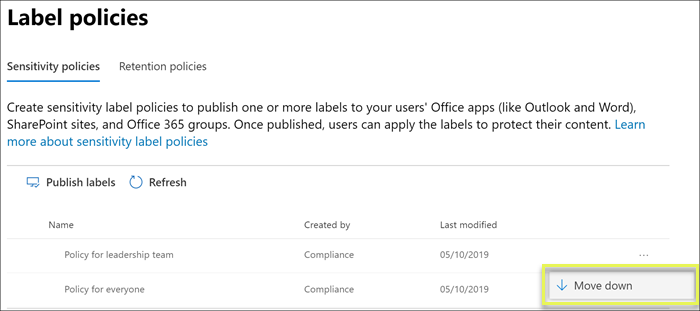 Label policies
Sensitivity policies Retention policies
Create sensitivity label policies to publish one or more labels to your users' Office apps (like Outlook and Word),
SharePoint sites, and Office 365 groups. Once published, users can apply the labels to protect their content. Learn
more about sensitivity label policies
Publish labels Refresh
Name Created by Last modified
Policy for leadership team Compliance 05/10/2019 ...
Policy for everyone Compliance 05/10/2019 Move down